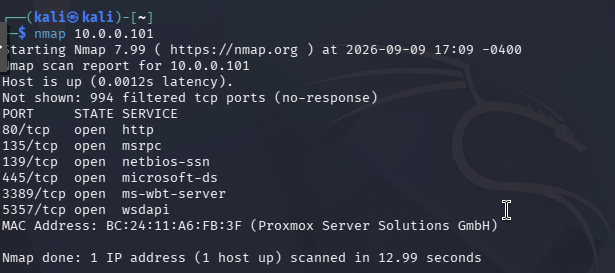 ┌──(kali㉿kali)-[~]
└─$ nmap 10.0.0.101
Starting Nmap 7.99 ( https://nmap.org ) at 2026-09-09 17:09 -0400
Nmap scan report for 10.0.0.101
Host is up (0.0012s latency).
Not shown: 994 filtered tcp ports (no-response)
PORT     STATE SERVICE
80/tcp   open  http
135/tcp  open  msrpc
139/tcp  open  netbios-ssn
445/tcp  open  microsoft-ds
3389/tcp open  ms-wbt-server
5357/tcp open  wsdapi
MAC Address: BC:24:11:A6:FB:3F (Proxmox Server Solutions GmbH)

Nmap done: 1 IP address (1 host up) scanned in 12.99 seconds